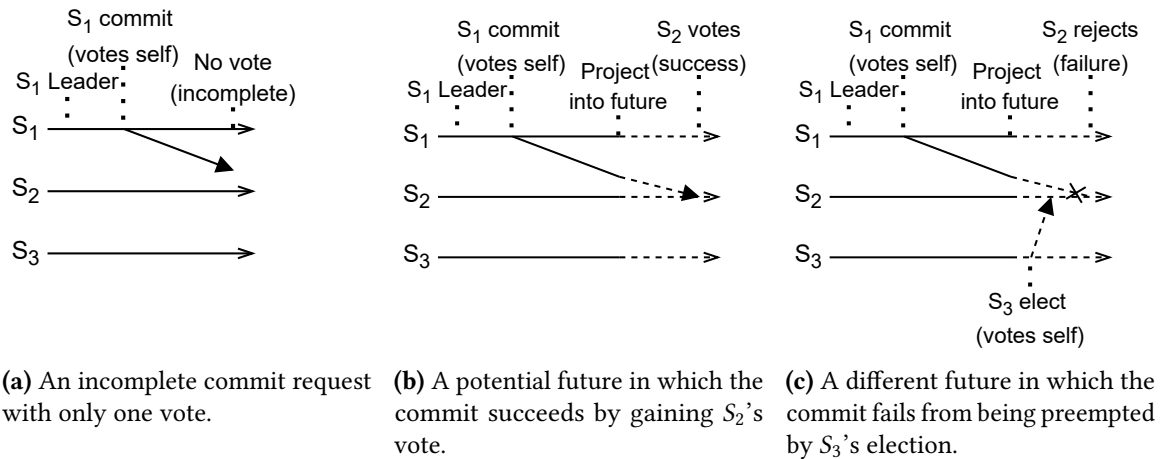 S1 commit
(votes self)
No vote
(incomplete)
S1 Leader
S1
S2
S3
(a) An incomplete commit request
with only one vote.
S1 commit
(votes self)
S2 votes
(success)
Project
into future
S1 Leader
S1
S2
S3
(b) A potential future in which the
commit succeeds by gaining S2's
vote.
S1 commit
(votes self)
S2 rejects
(failure)
Project
into future
S1 Leader
S1
S2
S3
S3 elect
(votes self)
(c) A different future in which the
commit fails from being preempted
by S3's election.